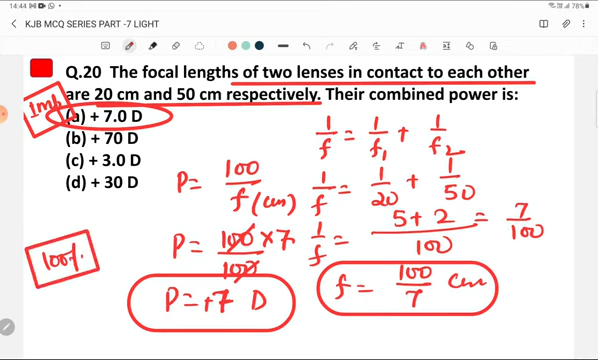 14:44
78%
KJB MCQ SERIES PART -7 LIGHT
Q.20 The focal lengths of two lenses in contact to each other
are 20 cm and 50 cm respectively. Their combined power is:
imp
(a) + 7.0 D
(b) + 70 D
(c) + 3.0 D
(d) + 30 D
1/f = 1/f₁ + 1/f₂
P = 100/f(cm)
1/f = 1/20 + 1/50
P = 100×7/100
1/f = 5+2/100 = 7/100
100%.
P=+7 D
f = 100/7 cm